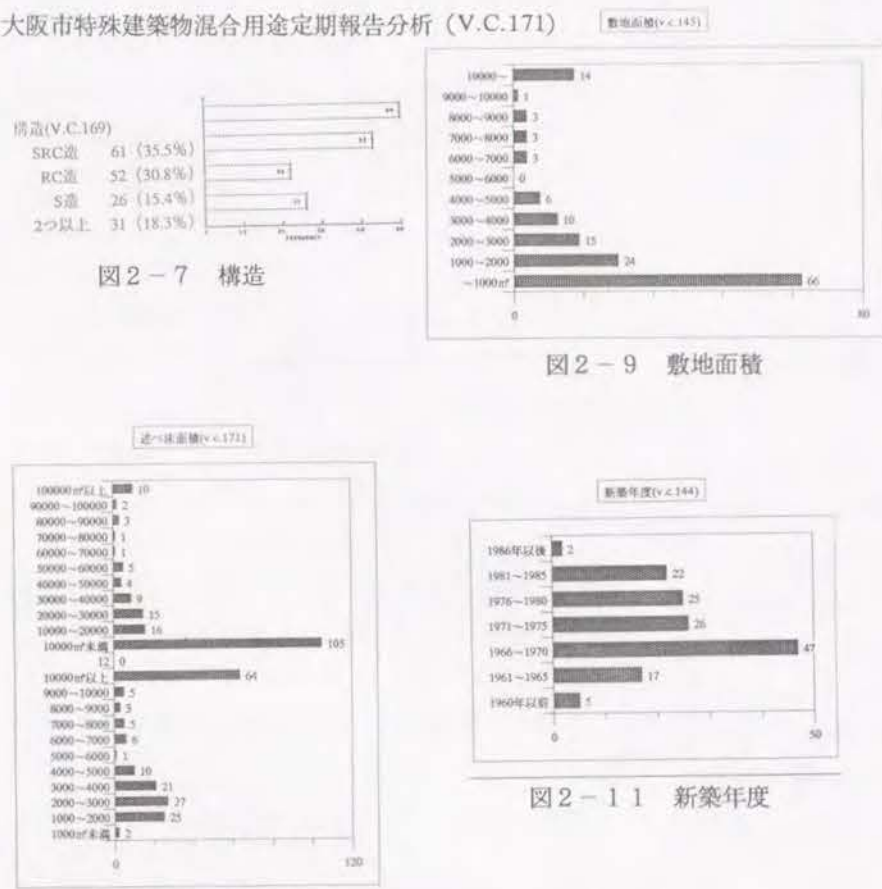 大阪市特殊建築物混合用途定期報告分析（V.C.171）
構造(V.C.169)
SRC造 61（35.5%）
RC造 52（30.8%）
S造 26（15.4%）
2つ以上 31（18.3%）
図2－7 構造
敷地面積(v.c.145)
10000～ 14
9000～10000 1
8000～9000 3
7000～8000 3
6000～7000 3
5000～6000 0
4000～5000 6
3000～4000 10
2000～3000 15
1000～2000 24
～1000㎡ 66
0 80
図2－9 敷地面積
述べ床面積(v.c.171)
100000㎡以上 10
90000～100000 2
80000～90000 3
70000～80000 1
60000～70000 1
50000～60000 5
40000～50000 4
30000～40000 9
20000～30000 15
10000～20000 16
10000㎡未満 105
12 0
10000㎡以上 64
9000～10000 5
8000～9000 5
7000～8000 5
6000～7000 6
5000～6000 1
4000～5000 10
3000～4000 21
2000～3000 27
1000～2000 25
1000㎡未満 2
0 120
新築年度(v.c.144)
1986年以後 2
1981～1985 22
1976～1980 25
1971～1975 26
1966～1970 47
1961～1965 17
1960年以前 5
0 50
図2－11 新築年度